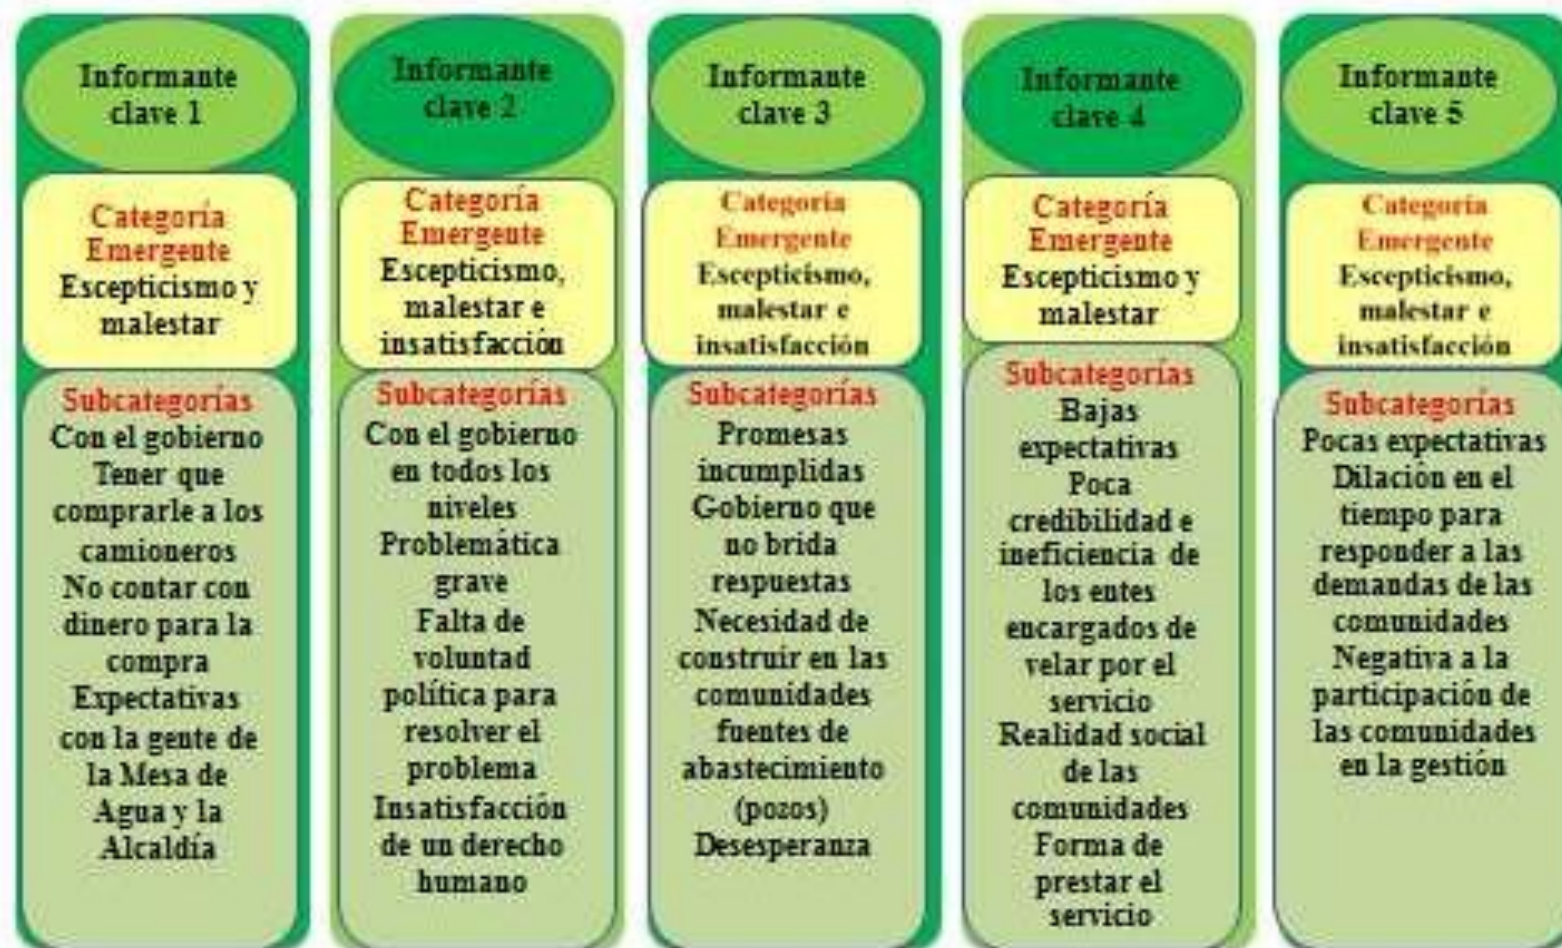 Informante
clave 1
Categoría
Emergente
Escepticismo y
malestar
Subcategorías
Con el gobierno
Tener que
comprarle a los
camioneros
No contar con
dinero para la
compra
Expectativas
con la gente de
la Mesa de
Agua y la
Alcaldía
Informante
clave 2
Categoría
Emergente
Escepticismo,
malestar e
insatisfacción
Subcategorías
Con el gobierno
en todos los
niveles
Problemática
grave
Falta de
voluntad
política para
resolver el
problema
Insatisfacción
de un derecho
humano
Informante
clave 3
Categoría
Emergente
Escepticismo,
malestar e
insatisfacción
Subcategorías
Promesas
incumplidas
Gobierno que
no brida
respuestas
Necesidad de
construir en las
comunidades
fuentes de
abastecimiento
(pozos)
Desesperanza
Informante
clave 4
Categoría
Emergente
Escepticismo y
malestar
Subcategorías
Bajas
expectativas
Poca
credibilidad e
ineficiencia de
los entes
encargados de
velar por el
servicio
Realidad social
de las
comunidades
Forma de
prestar el
servicio
Informante
clave 5
Categoría
Emergente
Escepticismo,
malestar e
insatisfacción
Subcategorías
Pocas expectativas
Dilación en el
tiempo para
responder a las
demandas de las
comunidades
Negativa a la
participación de
las comunidades
en la gestión